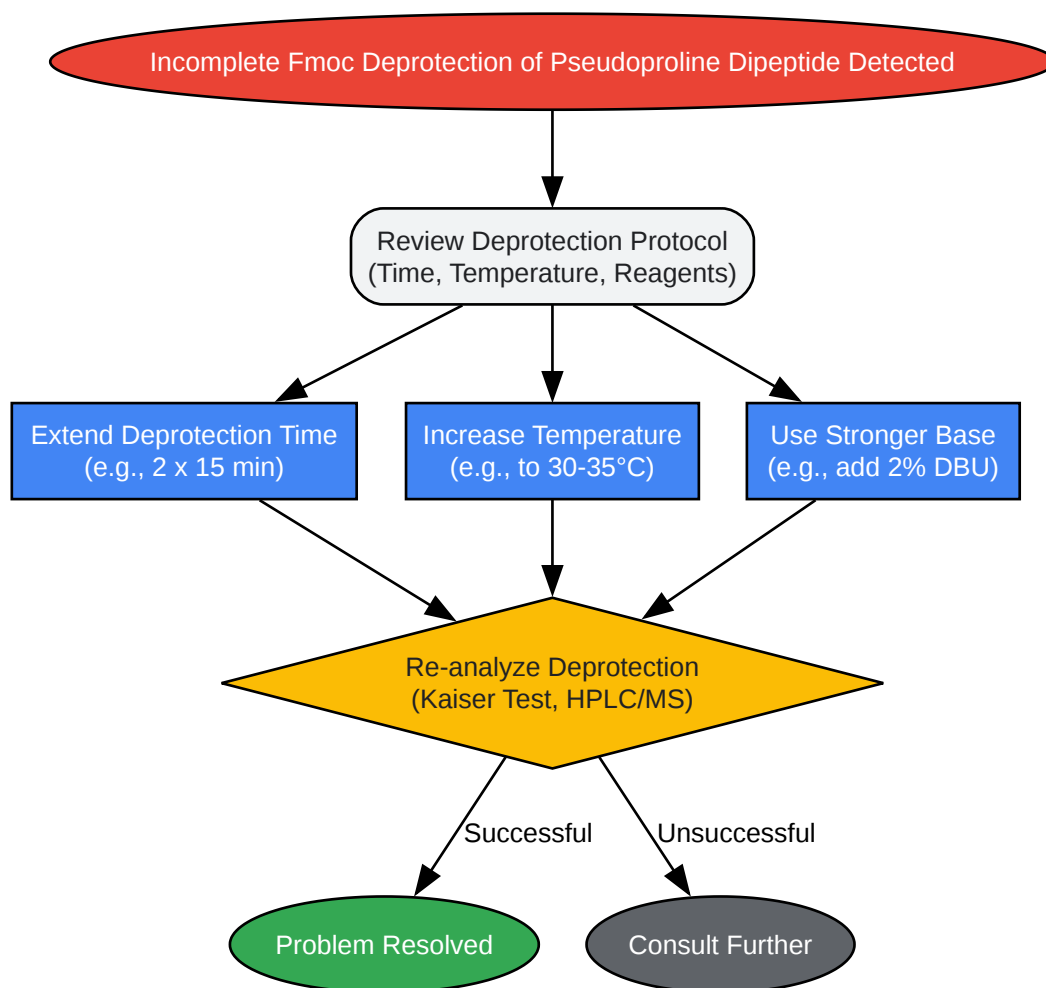 Incomplete Fmoc Deprotection of Pseudoproline Dipeptide Detected
Review Deprotection Protocol
(Time, Temperature, Reagents)
Extend Deprotection Time
(e.g., 2 x 15 min)
Increase Temperature
(e.g., to 30-35°C)
Use Stronger Base
(e.g., add 2% DBU)
Re-analyze Deprotection
(Kaiser Test, HPLC/MS)
Successful
Unsuccessful
Problem Resolved
Consult Further